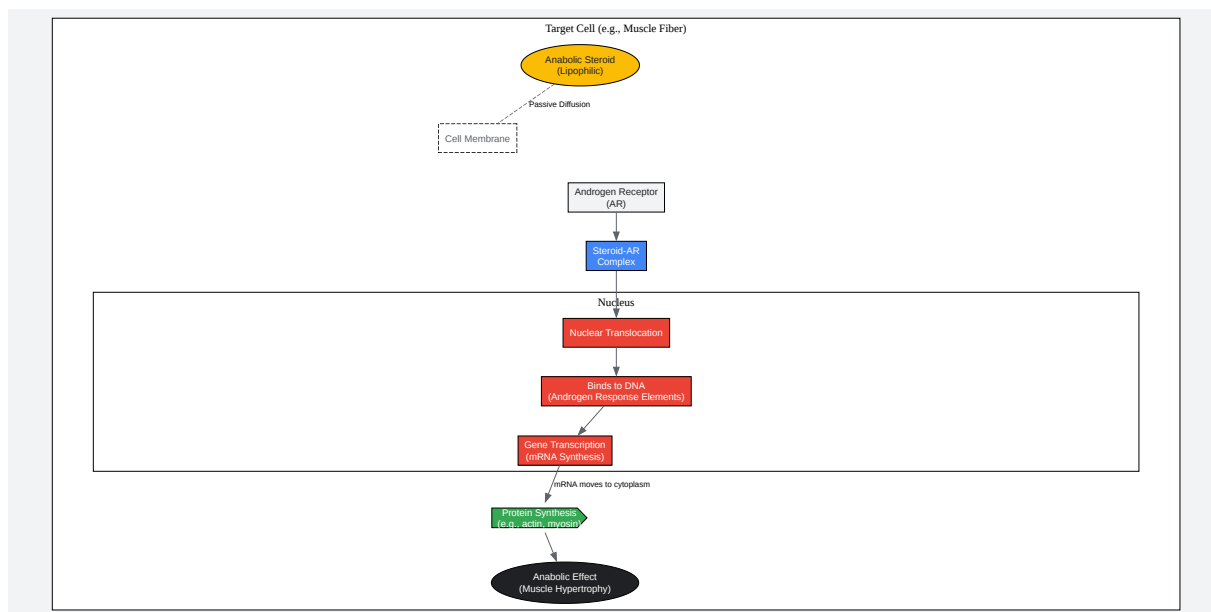 Target Cell (e.g., Muscle Fiber)
Anabolic Steroid
(Lipophilic)
Passive Diffusion
Cell Membrane
Androgen Receptor
(AR)
Steroid-AR
Complex
Nucleus
Nuclear Translocation
Binds to DNA
(Androgen Response Elements)
Gene Transcription
(mRNA Synthesis)
mRNA moves to cytoplasm
Protein Synthesis
(e.g., actin, myosin)
Anabolic Effect
(Muscle Hypertrophy)